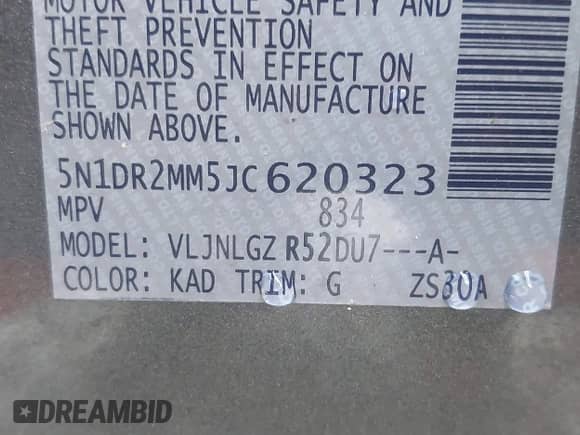 MOTOR VEHICLE SAFETY AND
THEFT PREVENTION
STANDARDS IN EFFECT ON
THE DATE OF MANUFACTURE
SHOWN ABOVE.
5N1DR2MM5JC620323
MPV 834
MODEL: VLJNLGZ R52DU7---A-
COLOR: KAD TRIM: G ZS30A
DREAMBID